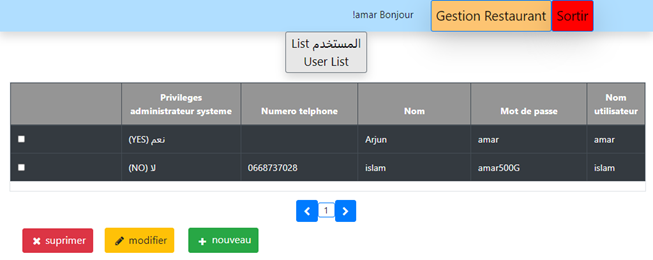 !amar Bonjour
Gestion Restaurant
Sortir
List المستخدم
User List
Privileges
administrateur systeme
Numero telphone
Nom
Mot de passe
Nom
utilisateur
(YES) نعم
Arjun
amar
amar
(NO) لا
0668737028
islam
amar500G
islam
1
suprimer
modifier
nouveau